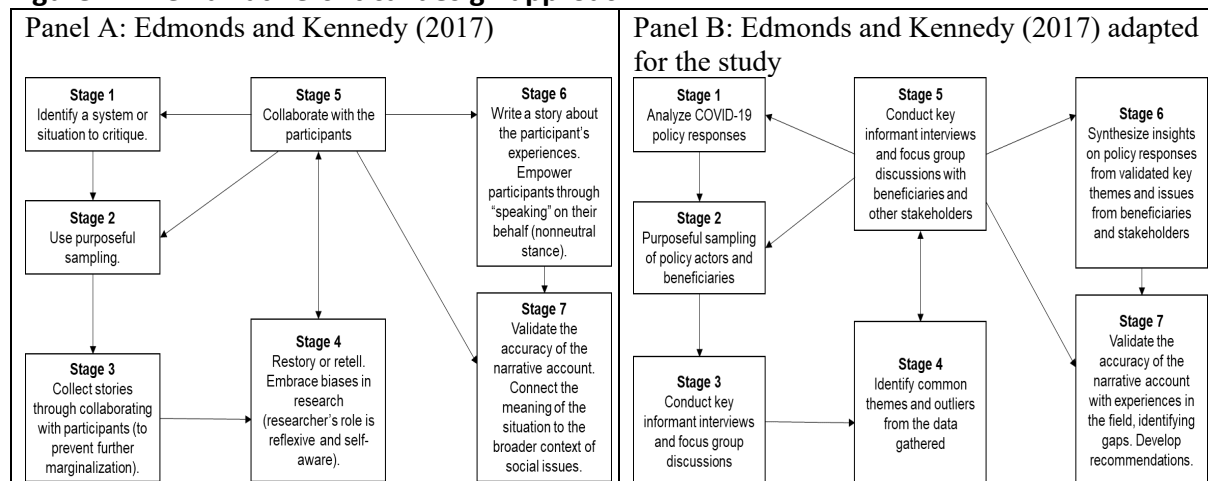 Panel A: Edmonds and Kennedy (2017)
Stage 1
Identify a system or
situation to critique.
Stage 2
Use purposeful
sampling.
Stage 3
Collect stories
through collaborating
with participants (to
prevent further
marginalization).
Stage 4
Restory or retell.
Embrace biases in
research
(researcher's role is
reflexive and self-
aware).
Stage 5
Collaborate with the
participants
Stage 6
Write a story about
the participant's
experiences.
Empower
participants through
"speaking" on their
behalf (nonneutral
stance).
Stage 7
Validate the
accuracy of the
narrative account.
Connect the
meaning of the
situation to the
broader context of
social issues.
Panel B: Edmonds and Kennedy (2017) adapted
for the study
Stage 1
Analyze COVID-19
policy responses
Stage 2
Purposeful sampling
of policy actors and
beneficiaries
Stage 3
Conduct key
informant interviews
and focus group
discussions
Stage 4
Identify common
themes and outliers
from the data
gathered
Stage 5
Conduct key
informant interviews
and focus group
discussions with
beneficiaries and
other stakeholders
Stage 6
Synthesize insights
on policy responses
from validated key
themes and issues
from beneficiaries
and stakeholders
Stage 7
Validate the
accuracy of the
narrative account
with experiences in
the field, identifying
gaps. Develop
recommendations.